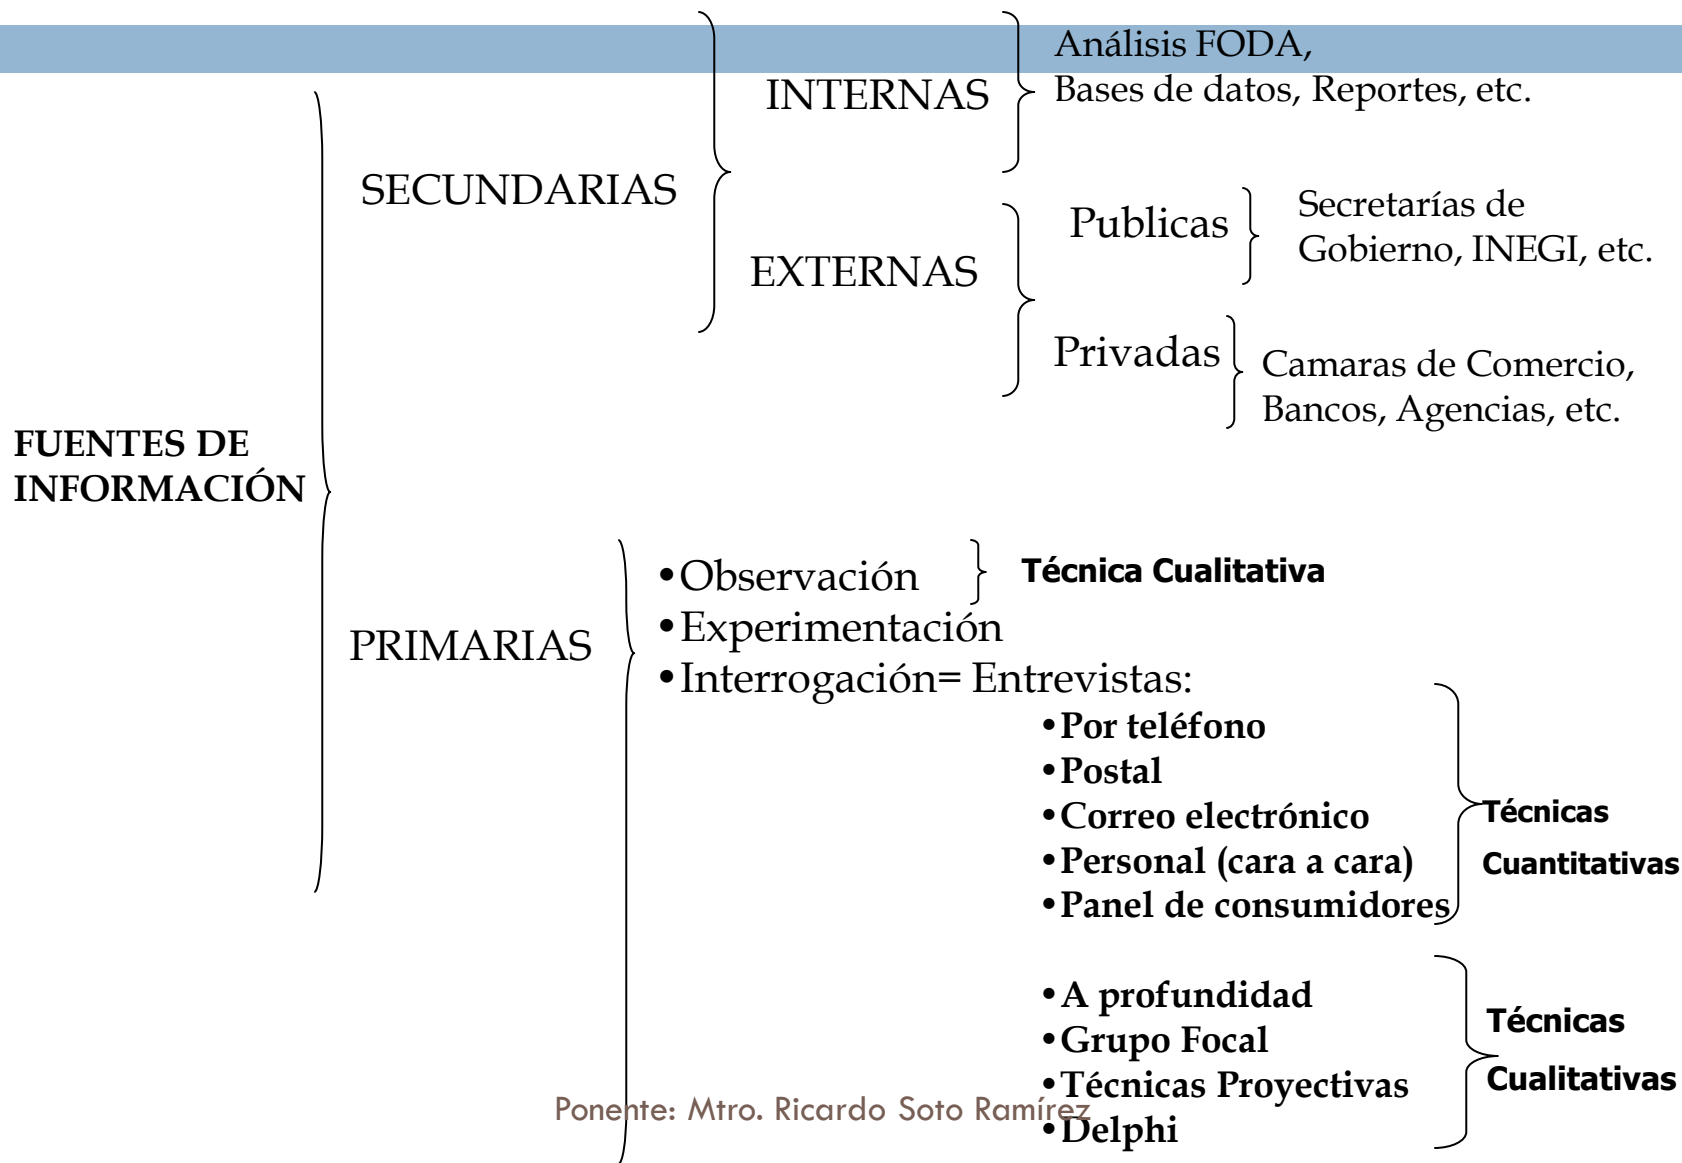 FUENTES DE
INFORMACIÓN
SECUNDARIAS
INTERNAS
Análisis FODA,
Bases de datos, Reportes, etc.
EXTERNAS
Publicas
Secretarías de
Gobierno, INEGI, etc.
Privadas
Camaras de Comercio,
Bancos, Agencias, etc.
PRIMARIAS
•Observación
Técnica Cualitativa
•Experimentación
•Interrogación= Entrevistas:
•Por teléfono
•Postal
•Correo electrónico
•Personal (cara a cara)
•Panel de consumidores
Técnicas
Cuantitativas
•A profundidad
•Grupo Focal
•Técnicas Proyectivas
•Delphi
Técnicas
Cualitativas
Ponente: Mtro. Ricardo Soto Ramírez